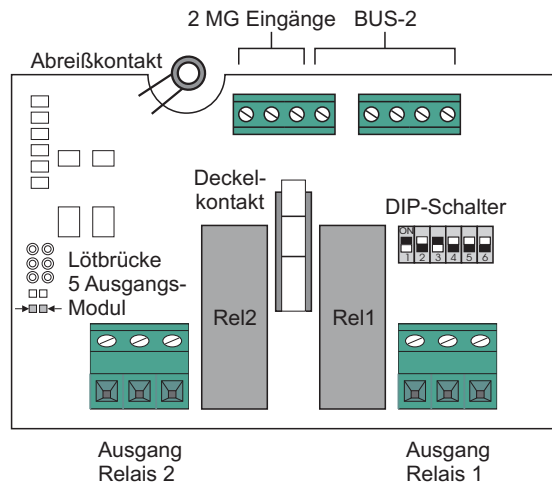 2 MG Eingänge
BUS-2
Abreißkontakt
Deckel-
kontakt
DIP-Schalter
ON
1 2 3 4 5 6
Lötbrücke
5 Ausgangs-
Modul
Rel2
Rel1
Ausgang
Relais 2
Ausgang
Relais 1